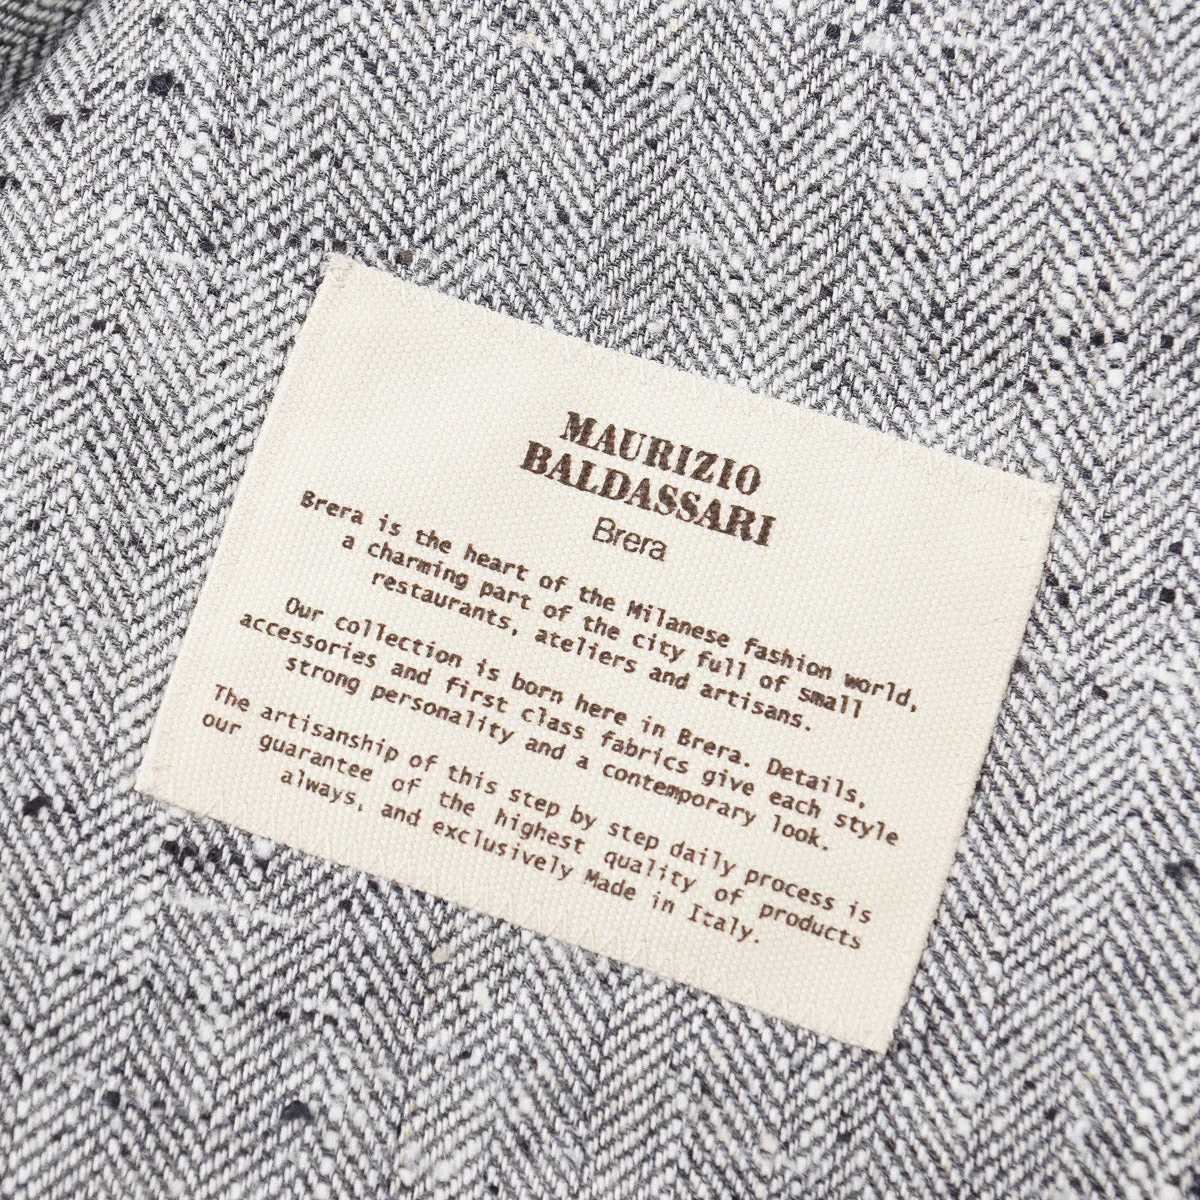 MAURIZIO
BALDASSARI
Brera
Brera is the heart of the Milanese fashion world,
a charming part of the city full of small
restaurants, ateliers and artisans.
Our collection is born here in Brera. Details,
accessories and first class fabrics give each style
strong personality and a contemporary look.
The artisanship of this step by step daily process is
our guarantee of the highest quality of products
always, and exclusively Made in Italy.